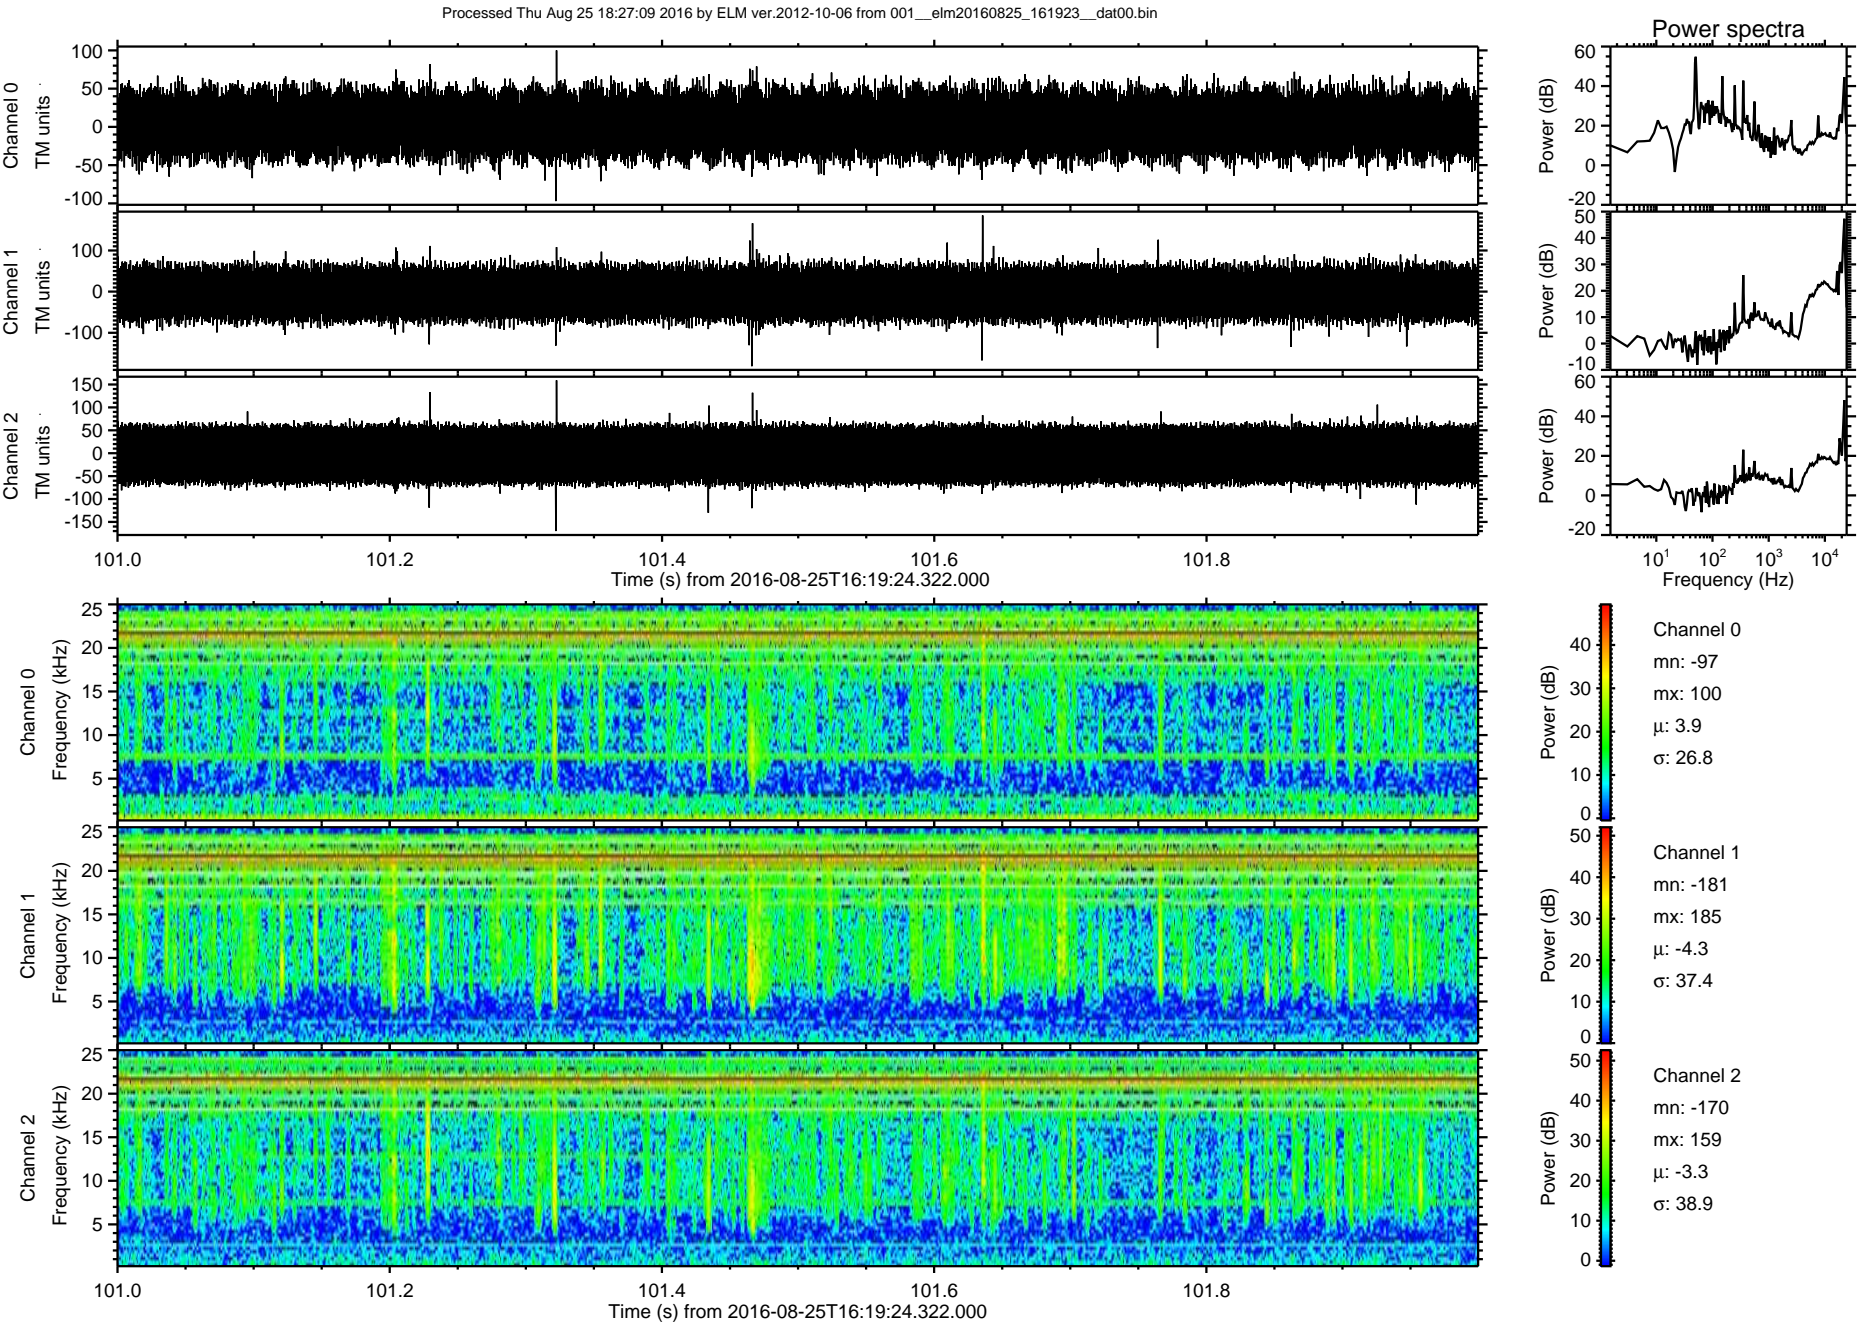 Processed Thu Aug 25 18:27:09 2016 by ELM ver.2012-10-06 from 001__elm20160825_161923__dat00.bin
Power spectra
Channel 0
TM units
100
50
0
-50
-100
Power (dB)
60
40
20
0
-20
Channel 1
TM units
100
0
-100
Power (dB)
50
40
30
20
10
0
-10
Channel 2
TM units
150
100
50
0
-50
-100
-150
Power (dB)
60
40
20
0
-20
101.0 101.2 101.4 101.6 101.8
Time (s) from 2016-08-25T16:19:24.322.000
10¹ 10² 10³ 10⁴
Frequency (Hz)
Channel 0
Frequency (kHz)
25
20
15
10
5
Power (dB)
40
30
20
10
0
Channel 0
mn: -97
mx: 100
μ: 3.9
σ: 26.8
Channel 1
Frequency (kHz)
25
20
15
10
5
Power (dB)
50
40
30
20
10
0
Channel 1
mn: -181
mx: 185
μ: -4.3
σ: 37.4
Channel 2
Frequency (kHz)
25
20
15
10
5
Power (dB)
50
40
30
20
10
0
Channel 2
mn: -170
mx: 159
μ: -3.3
σ: 38.9
101.0 101.2 101.4 101.6 101.8
Time (s) from 2016-08-25T16:19:24.322.000